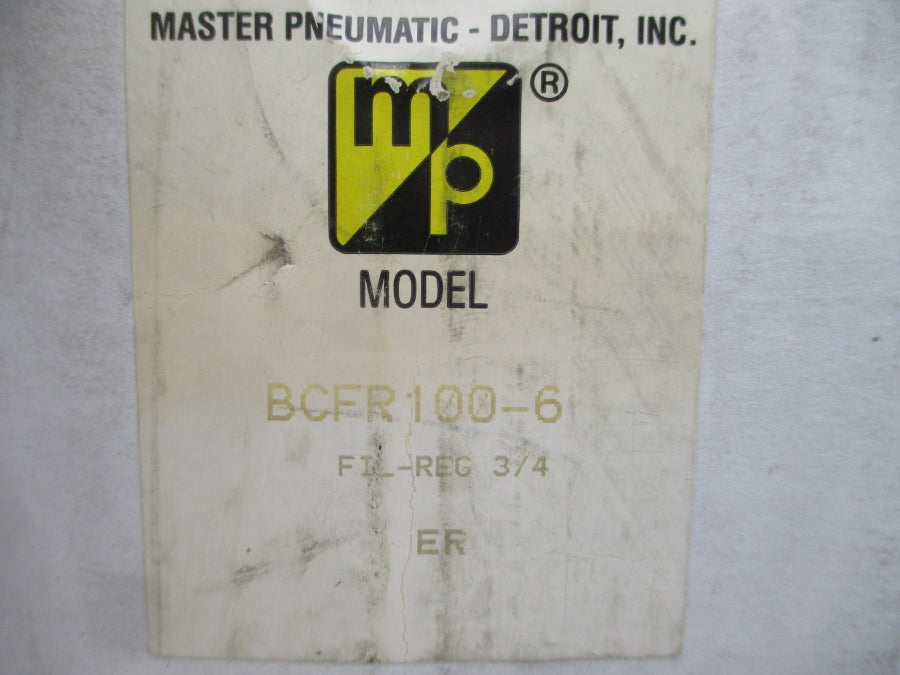 MASTER PNEUMATIC - DETROIT, INC.
mp ®
MODEL
BCFR100-6
FIL-REG 3/4
ER